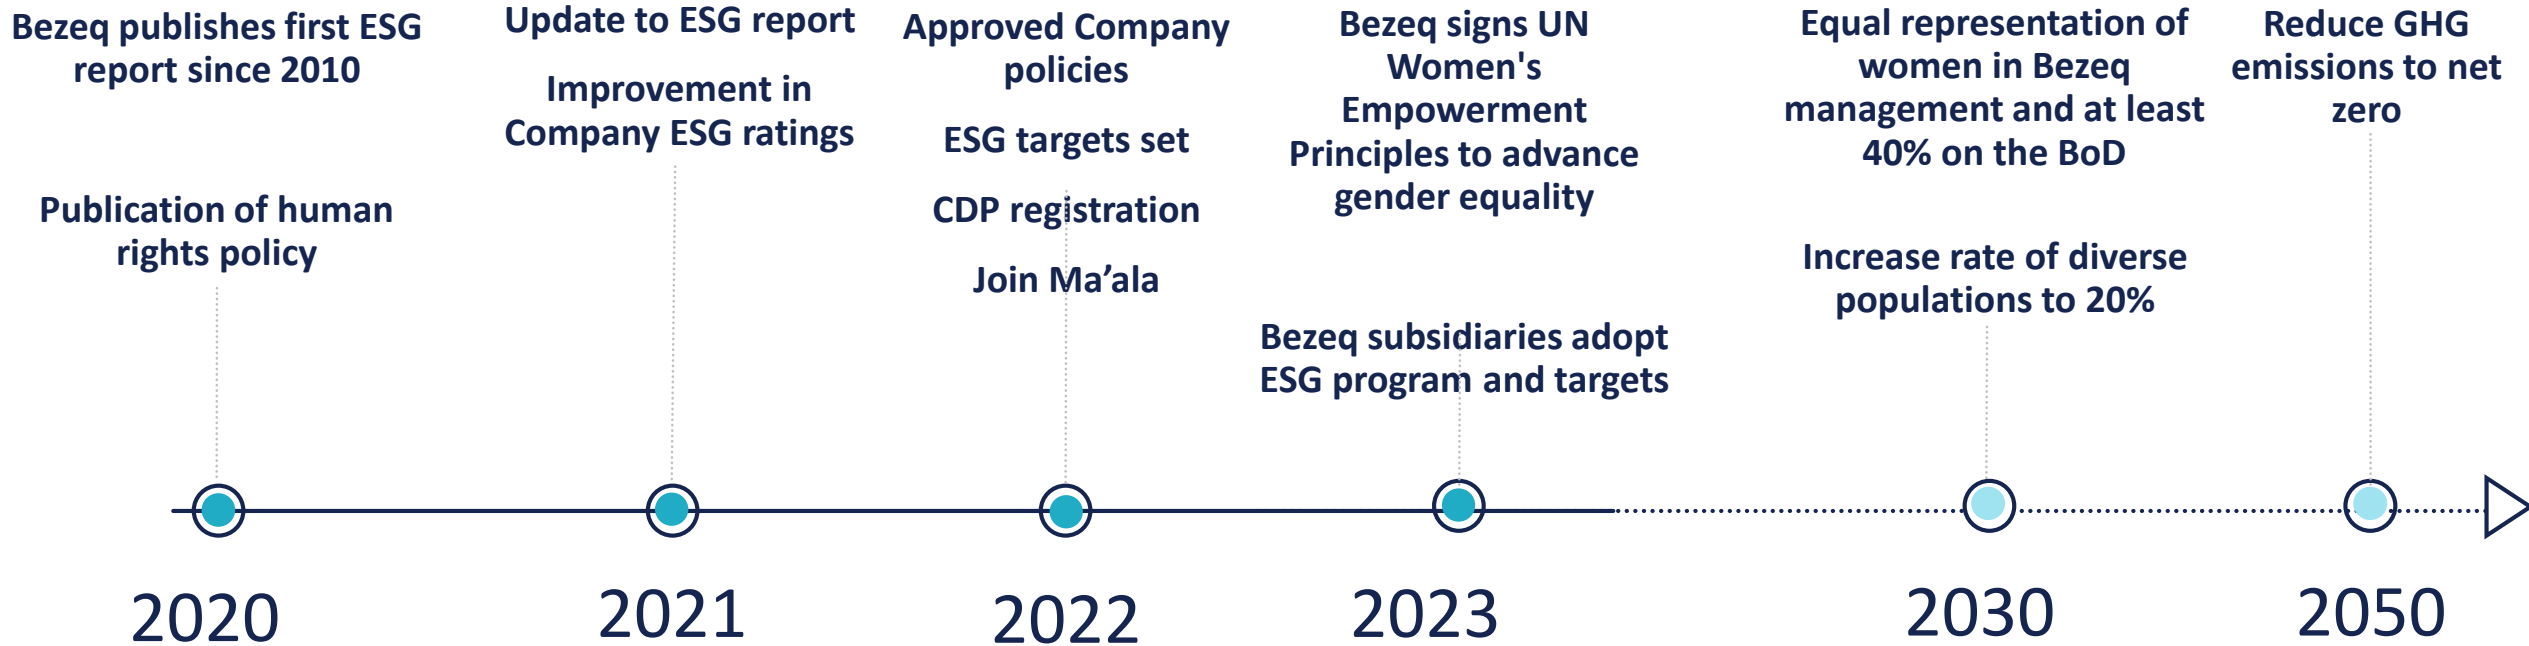 Bezeq publishes first ESG
report since 2010
Publication of human
rights policy
Update to ESG report
Improvement in
Company ESG ratings
Approved Company
policies
ESG targets set
CDP registration
Join Ma’ala
Bezeq signs UN
Women's
Empowerment
Principles to advance
gender equality
Bezeq subsidiaries adopt
ESG program and targets
Equal representation of
women in Bezeq
management and at least
40% on the BoD
Increase rate of diverse
populations to 20%
Reduce GHG
emissions to net
zero
2020
2021
2022
2023
2030
2050